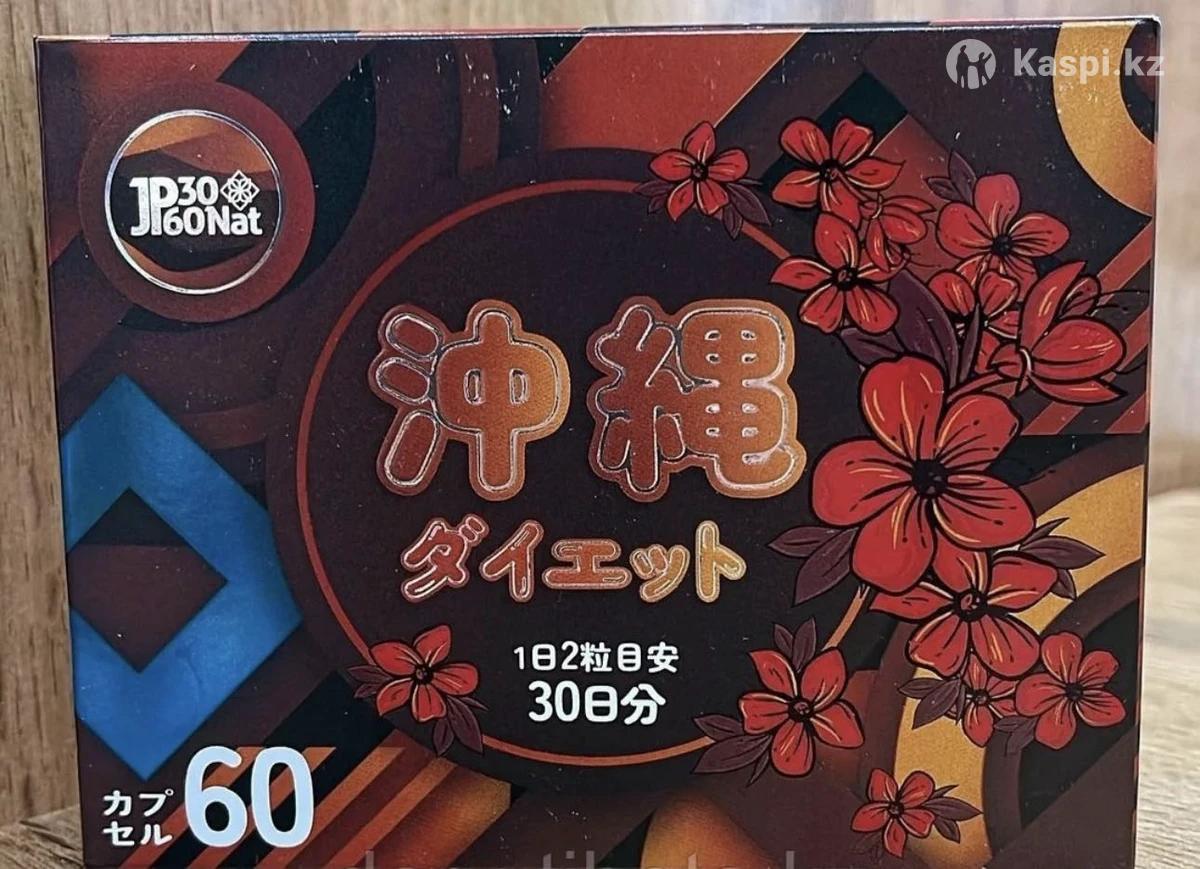 Kaspi.kz
JP30
60Nat
沖縄
ダイエット
1日2粒目安
30日分
カプ
セル
60